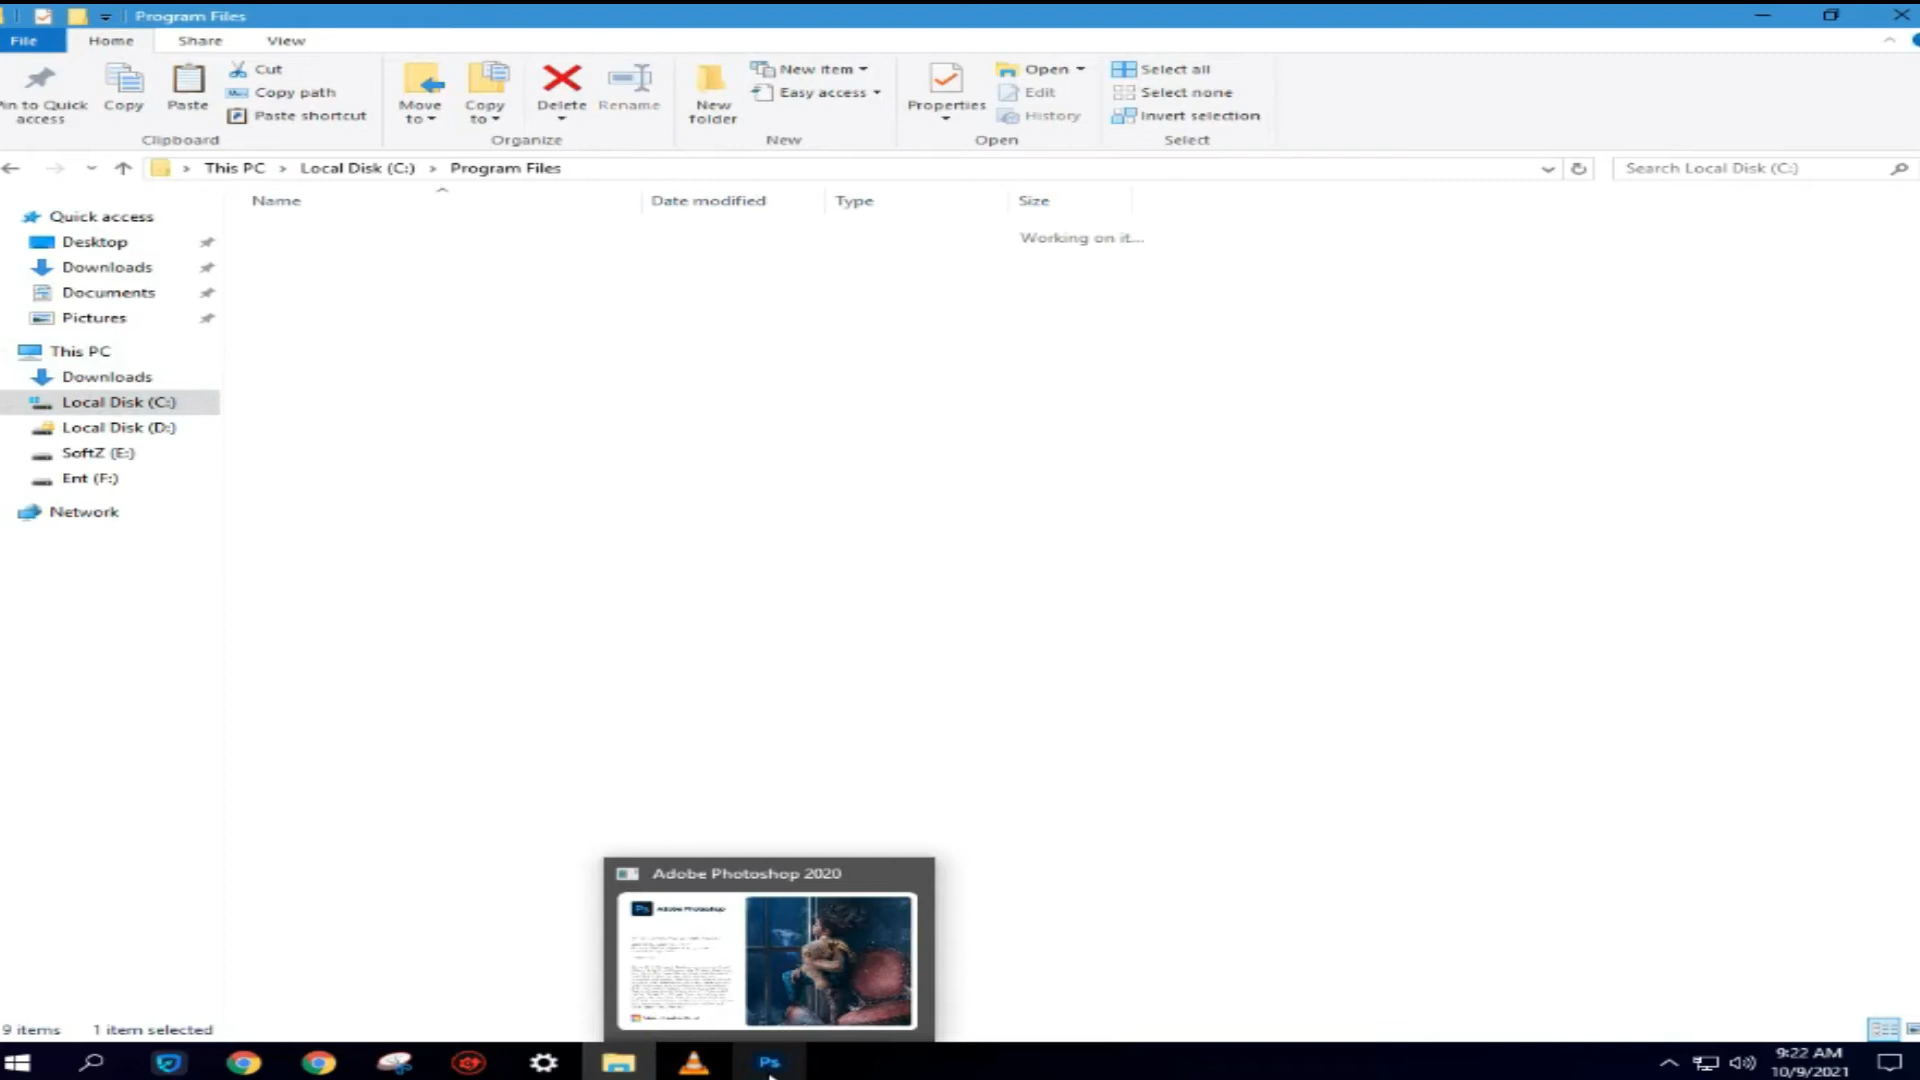 Program Files
File Home Share View
Pin to Quick access
Copy
Paste
Cut
Copy path
Paste shortcut
Clipboard
Move to
Copy to
Delete
Rename
Organize
New folder
New item
Easy access
New
Properties
Open
Edit
History
Open
Select all
Select none
Invert selection
Select
This PC > Local Disk (C:) > Program Files
Search Local Disk (C:)
Name Date modified Type Size
Working on it...
Quick access
Desktop
Downloads
Documents
Pictures
This PC
Downloads
Local Disk (C:)
Local Disk (D:)
SoftZ (E:)
Ent (F:)
Network
Adobe Photoshop 2020
Ps Adobe Photoshop
9 items 1 item selected
Ps
9:22 AM
10/9/2021